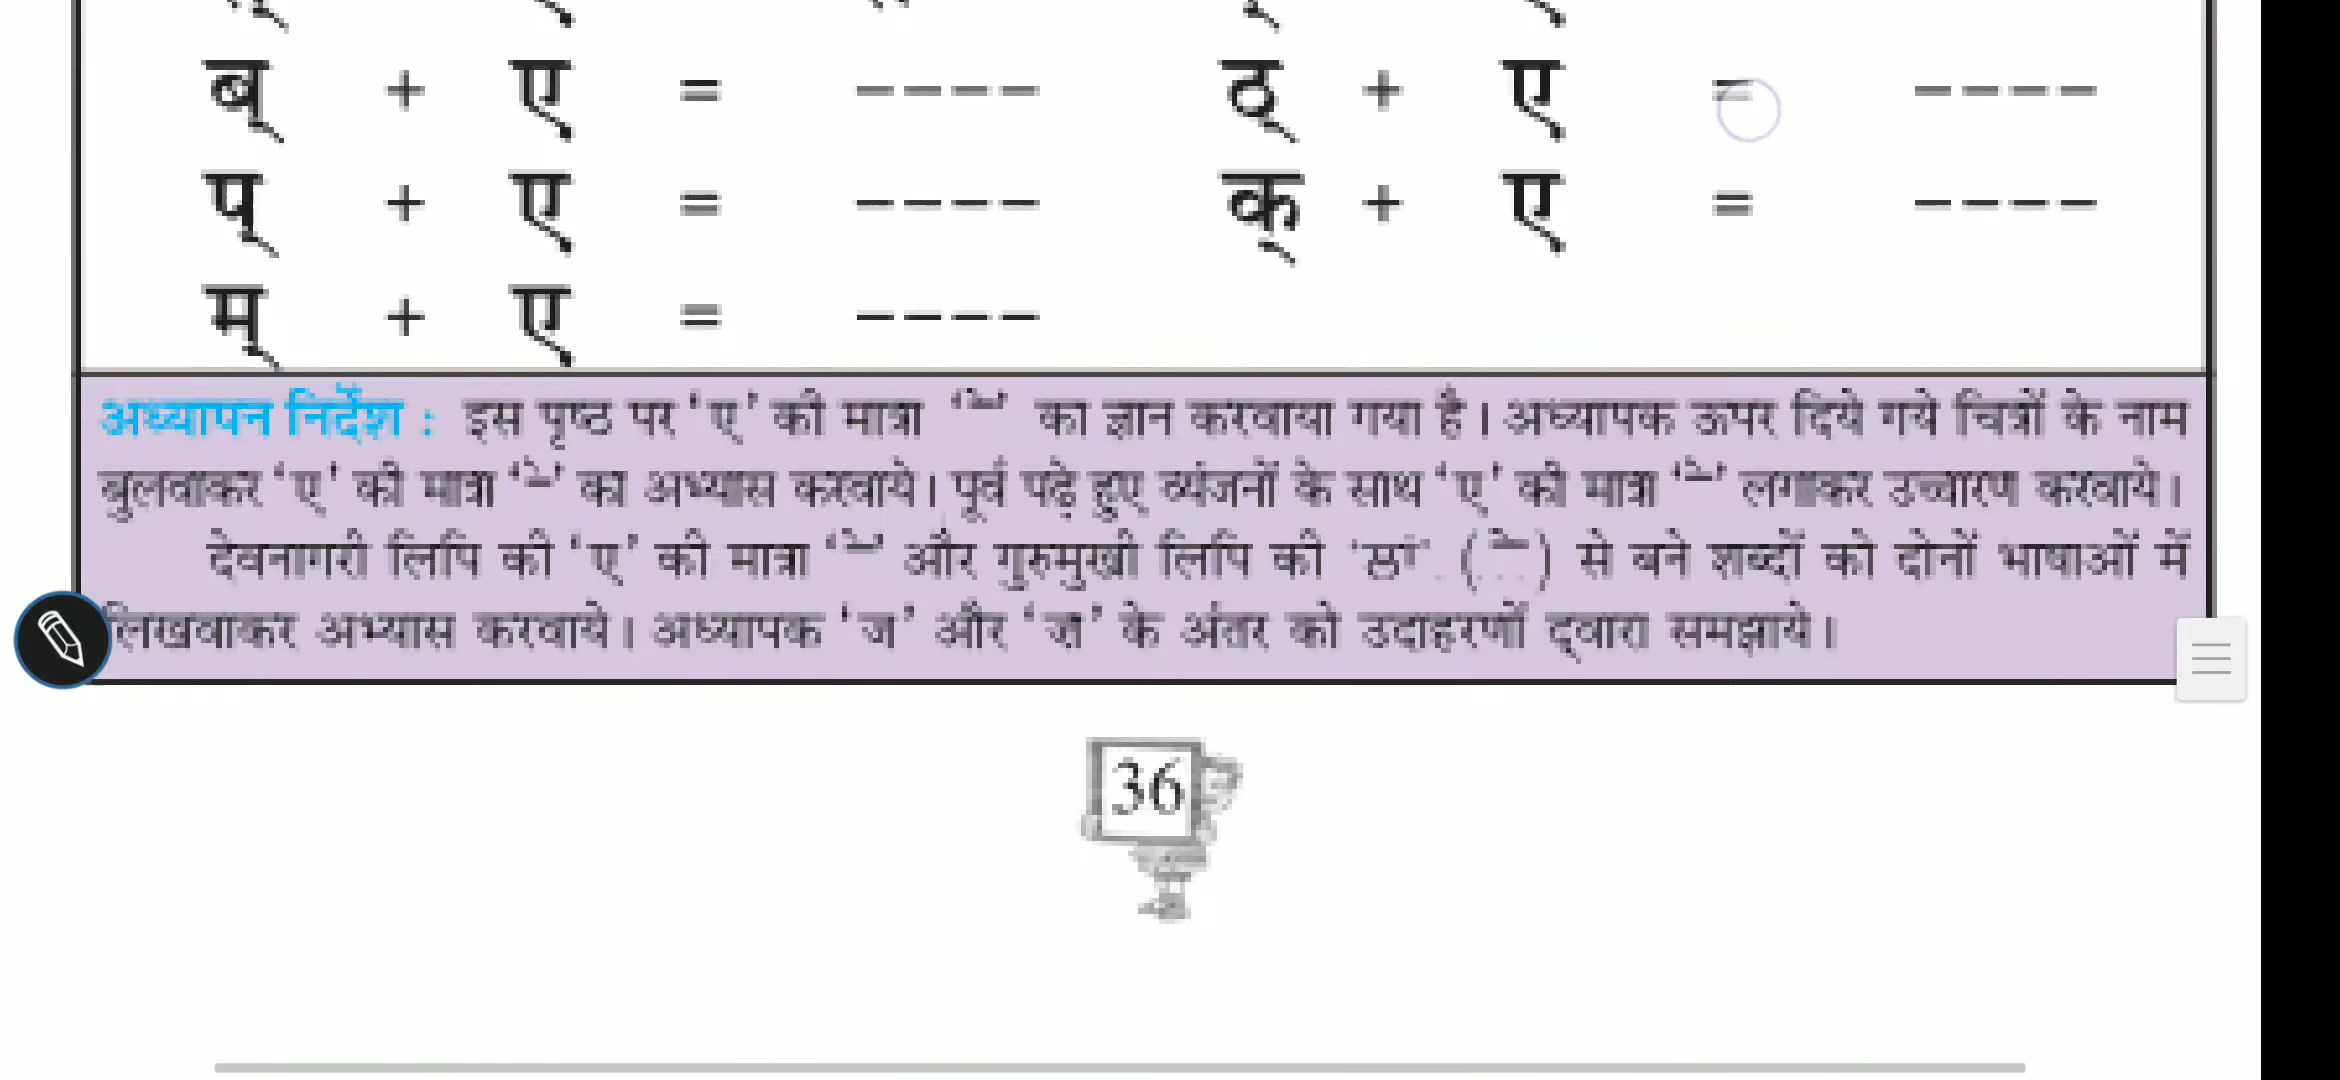 ब् + ए = ---- ठ् + ए = ----
प् + ए = ---- क् + ए = ----
म् + ए = ----
अध्यापन निर्देश : इस पृष्ठ पर 'ए' की मात्रा 'े' का ज्ञान करवाया गया है। अध्यापक ऊपर दिये गये चित्रों के नाम
बुलवाकर 'ए' की मात्रा 'े' का अभ्यास करवाये। पूर्व पढ़े हुए व्यंजनों के साथ 'ए' की मात्रा 'े' लगाकर उच्चारण करवाये।
देवनागरी लिपि की 'ए' की मात्रा 'े' और गुरुमुखी लिपि की 'ਲਾਂ' (ੇ) से बने शब्दों को दोनों भाषाओं में
लिखवाकर अभ्यास करवाये। अध्यापक 'ज' और 'ਜ' के अंतर को उदाहरणों द्वारा समझाये।
36